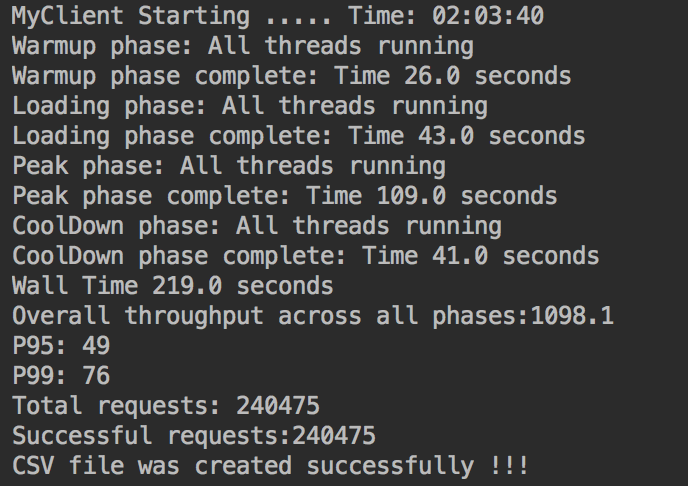 MyClient Starting ..... Time: 02:03:40
Warmup phase: All threads running
Warmup phase complete: Time 26.0 seconds
Loading phase: All threads running
Loading phase complete: Time 43.0 seconds
Peak phase: All threads running
Peak phase complete: Time 109.0 seconds
CoolDown phase: All threads running
CoolDown phase complete: Time 41.0 seconds
Wall Time 219.0 seconds
Overall throughput across all phases:1098.1
P95: 49
P99: 76
Total requests: 240475
Successful requests:240475
CSV file was created successfully !!!